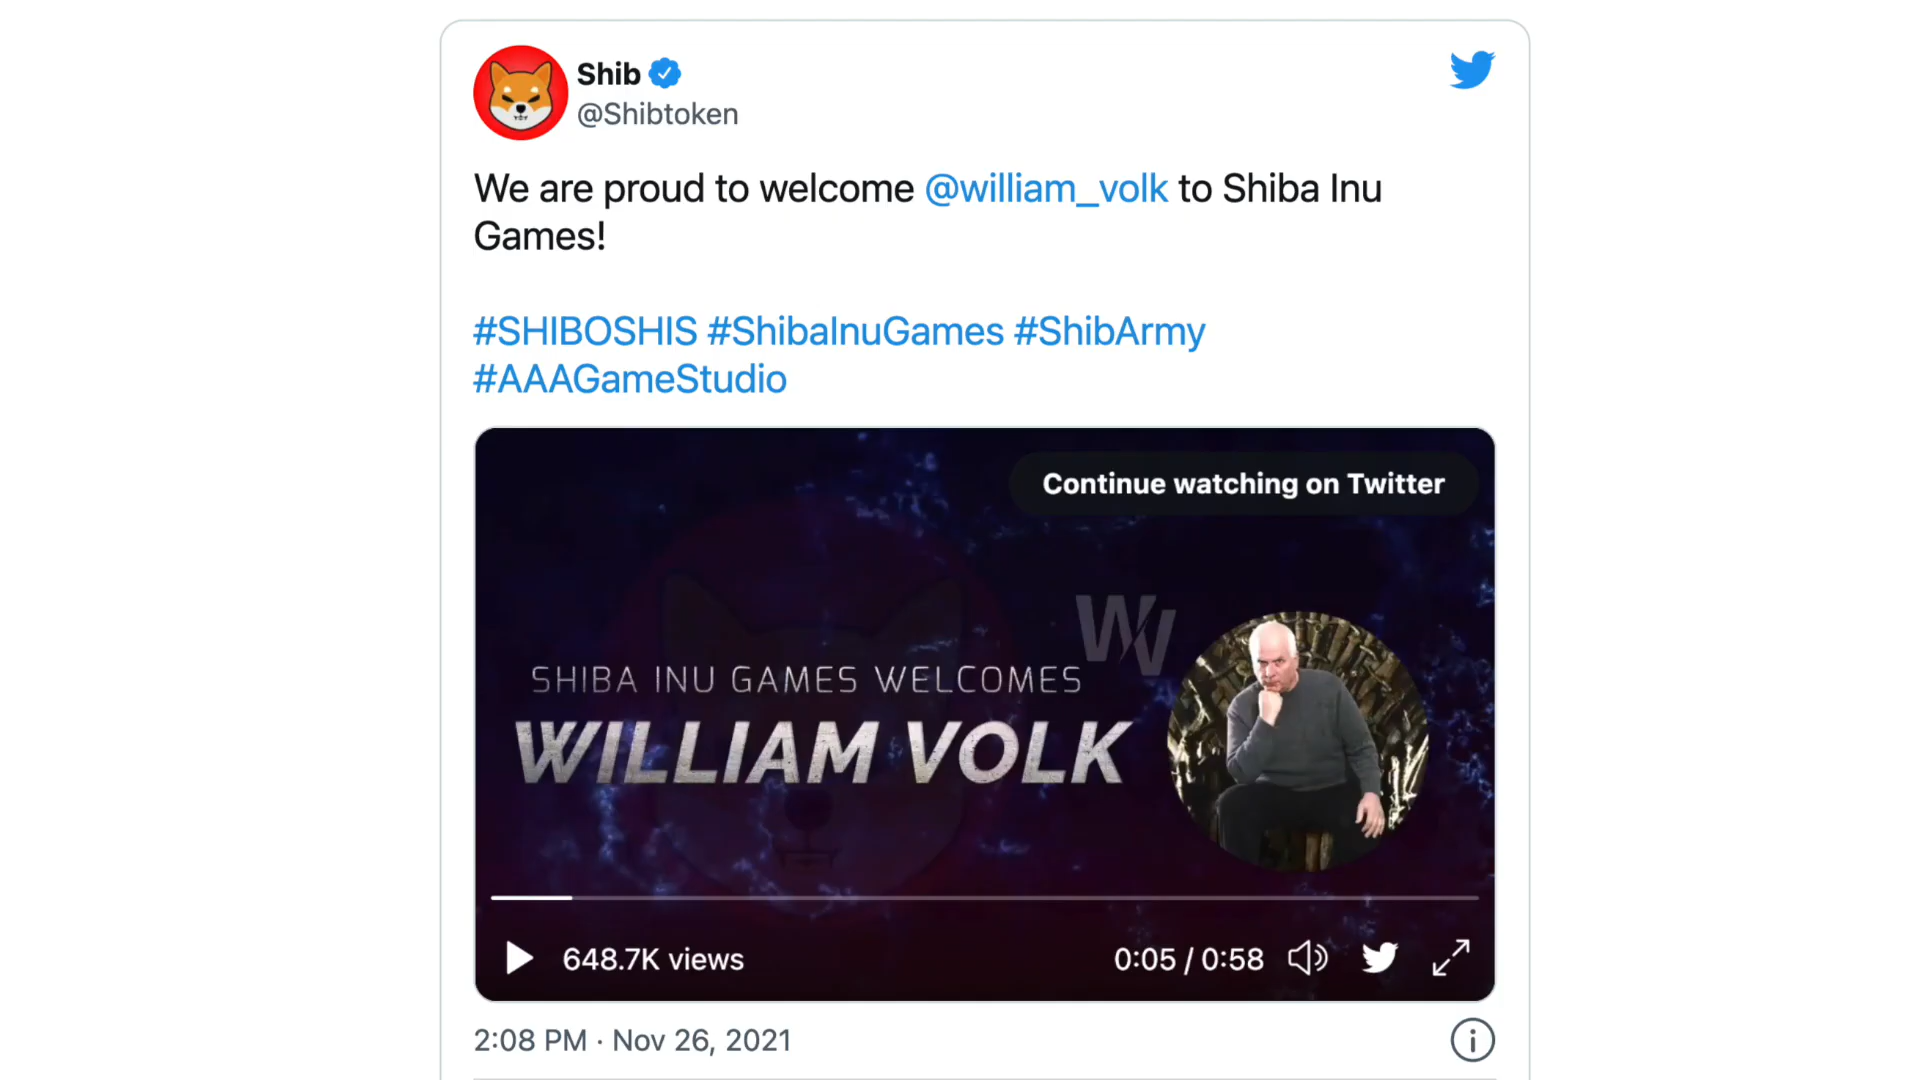 Shib
@Shibtoken
We are proud to welcome @william_volk to Shiba Inu
Games!
#SHIBOSHIS #ShibaInuGames #ShibArmy
#AAAGameStudio
Continue watching on Twitter
WV
SHIBA INU GAMES WELCOMES
WILLIAM VOLK
648.7K views
0:05 / 0:58
2:08 PM · Nov 26, 2021